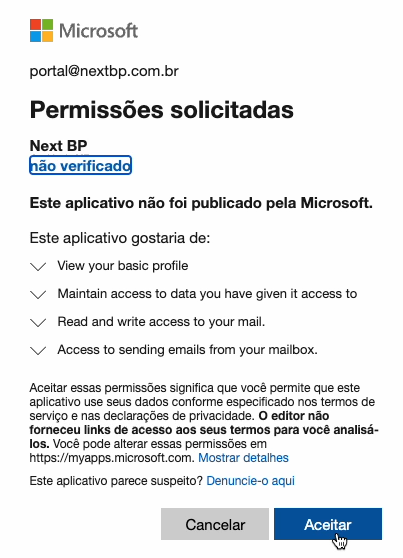 Microsoft
portal@nextbp.com.br
Permissões solicitadas
Next BP
não verificado
Este aplicativo não foi publicado pela Microsoft.
Este aplicativo gostaria de:
View your basic profile
Maintain access to data you have given it access to
Read and write access to your mail.
Access to sending emails from your mailbox.
Aceitar essas permissões significa que você permite que este
aplicativo use seus dados conforme especificado nos termos de
serviço e nas declarações de privacidade. O editor não
forneceu links de acesso aos seus termos para você analisá-
los. Você pode alterar essas permissões em
https://myapps.microsoft.com. Mostrar detalhes
Este aplicativo parece suspeito? Denuncie-o aqui
Cancelar Aceitar